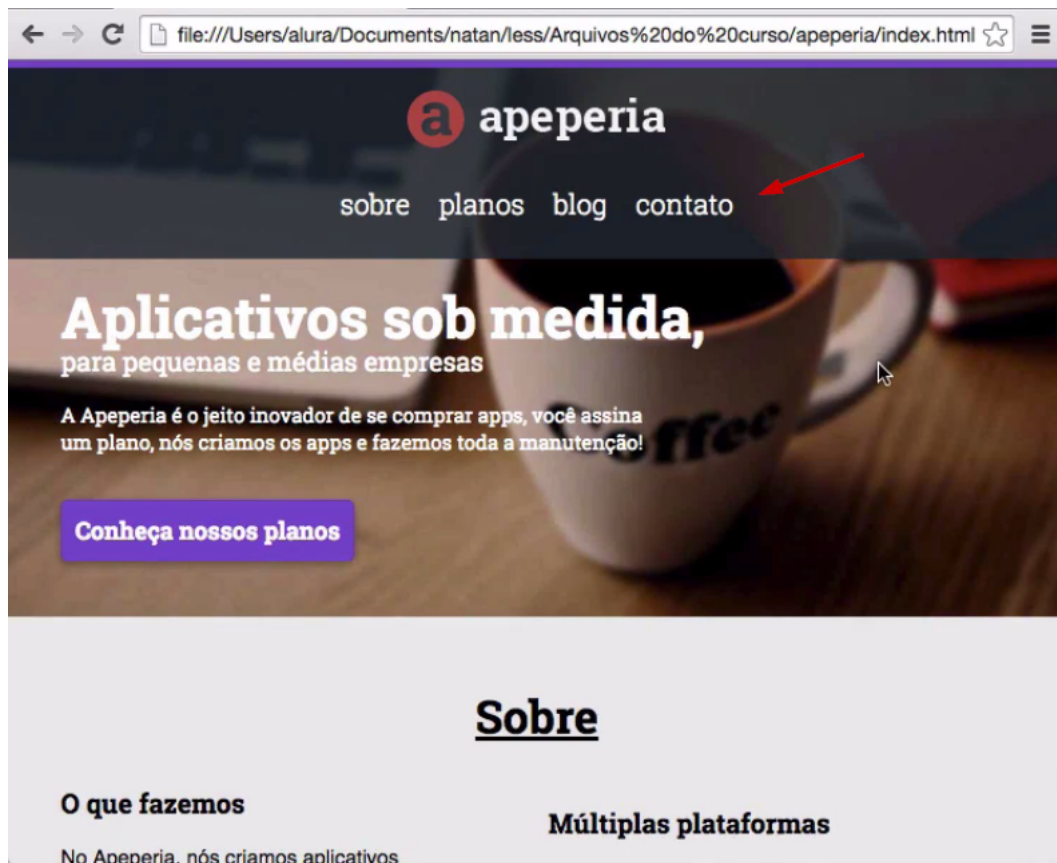 file:///Users/alura/Documents/natan/less/Arquivos%20do%20curso/apeperia/index.html
a apeperia
sobre planos blog contato
Aplicativos sob medida,
para pequenas e médias empresas
A Apeperia é o jeito inovador de se comprar apps, você assina
um plano, nós criamos os apps e fazemos toda a manutenção!
Coffee
Conheça nossos planos
Sobre
O que fazemos
Múltiplas plataformas
No Apeperia, nós criamos aplicativos